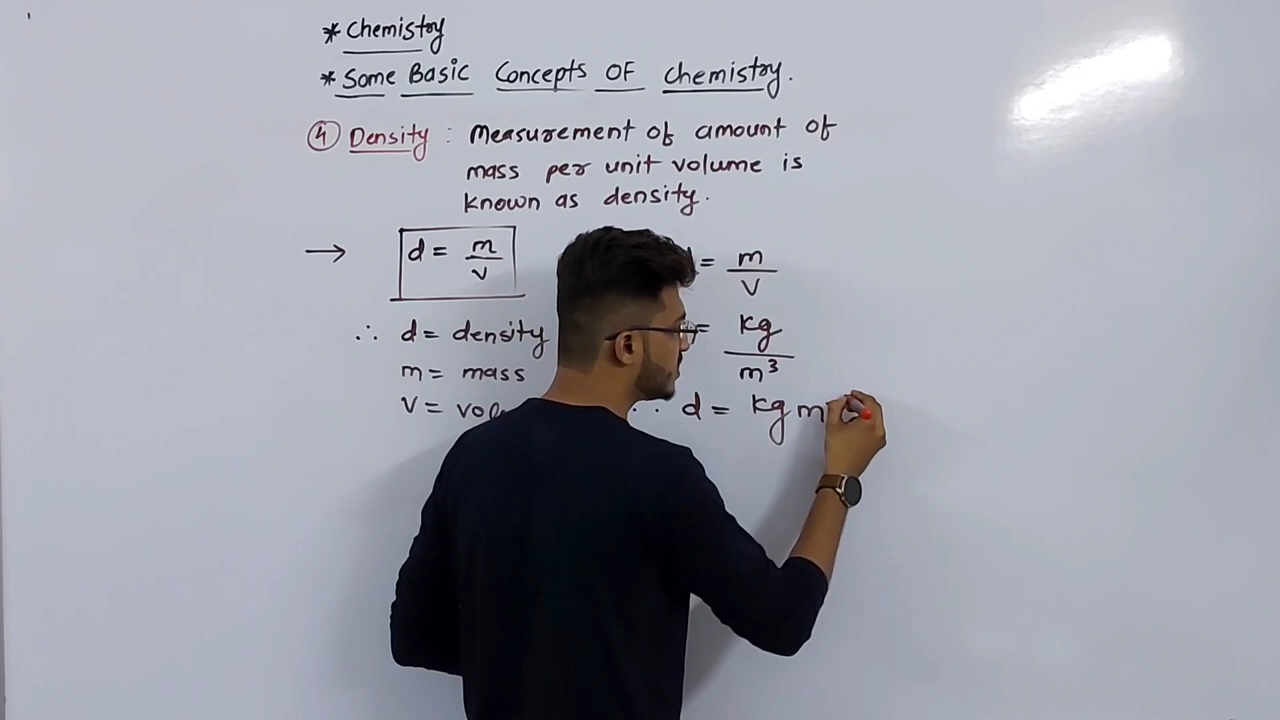 * Chemistry
* Some Basic Concepts OF chemistry.
④ Density : Measurement of amount of
mass per unit volume is
known as density.
→ d = m/v
= m/v
∴ d = density
= kg/m³
m = mass
v =
d = kg m